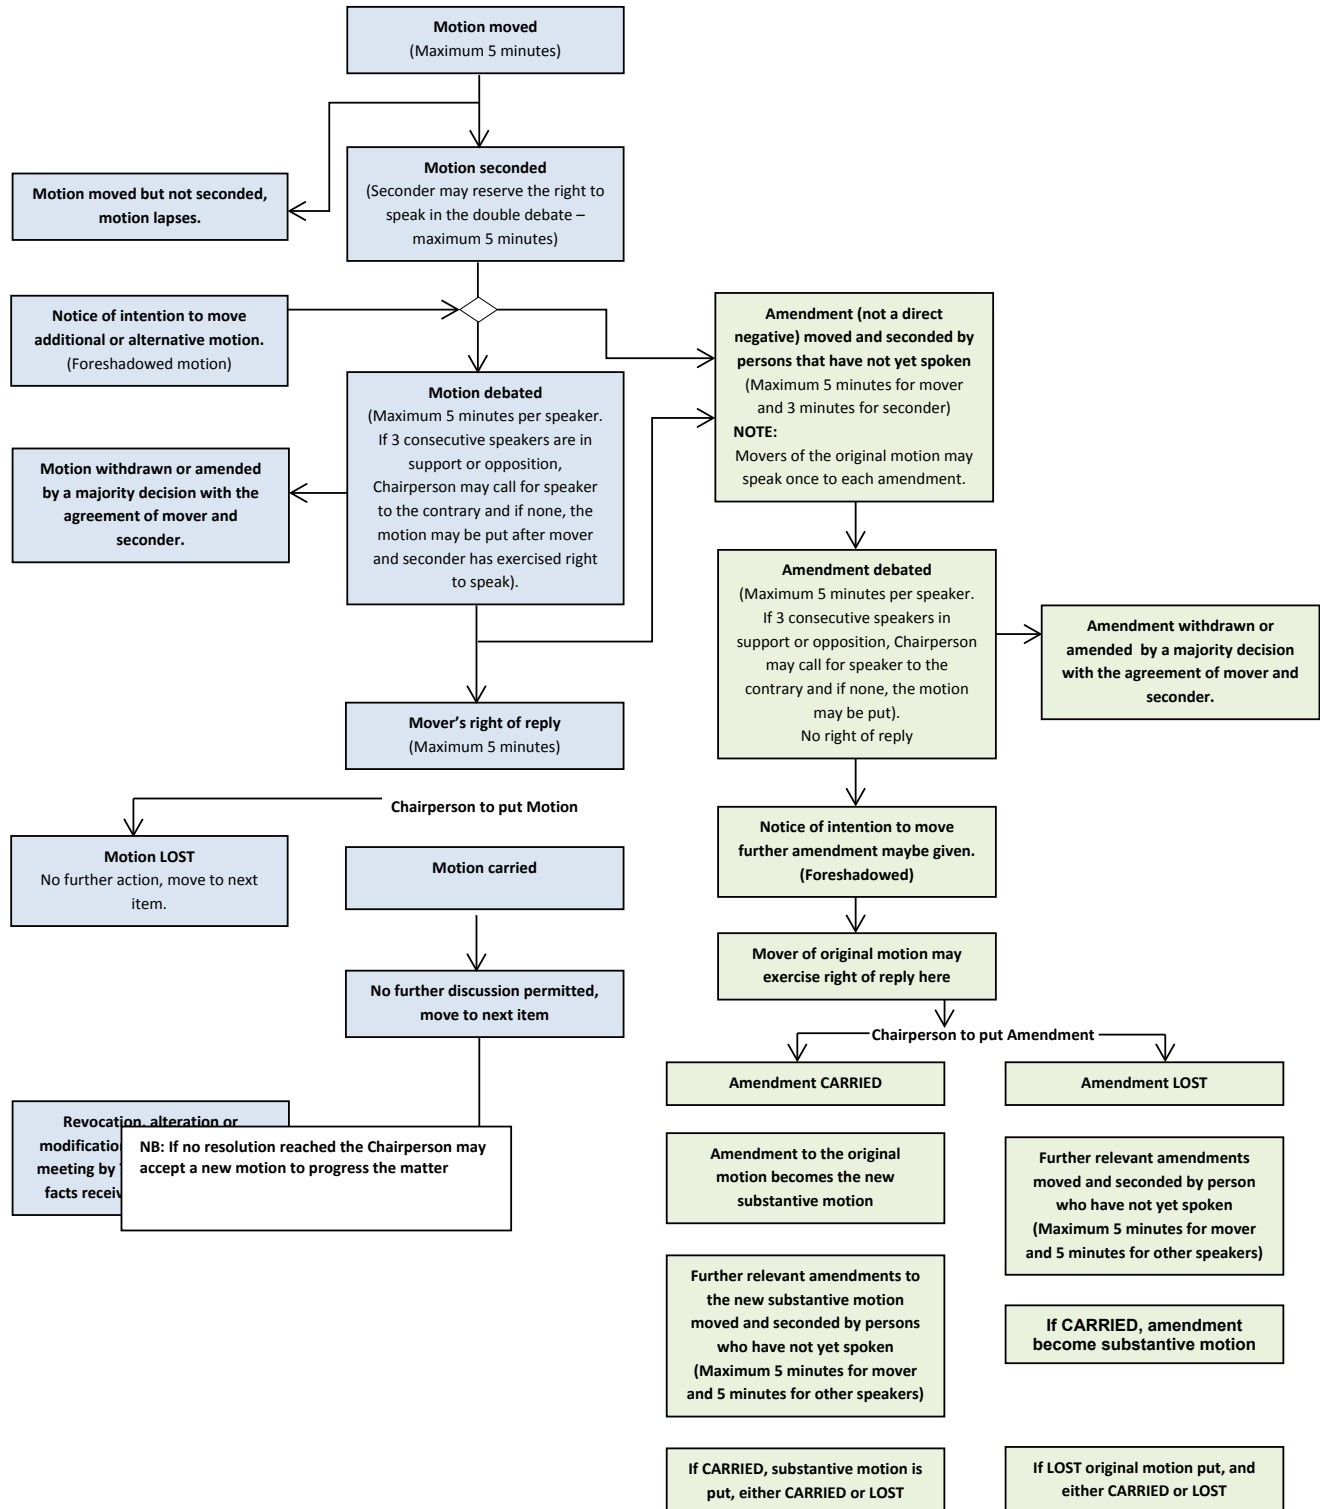 Motion moved
(Maximum 5 minutes)
Motion seconded
(Seconder may reserve the right to
speak in the double debate –
maximum 5 minutes)
Motion moved but not seconded,
motion lapses.
Notice of intention to move
additional or alternative motion.
(Foreshadowed motion)
Motion debated
(Maximum 5 minutes per speaker.
If 3 consecutive speakers are in
support or opposition,
Chairperson may call for speaker
to the contrary and if none, the
motion may be put after mover
and seconder has exercised right
to speak).
Motion withdrawn or amended
by a majority decision with the
agreement of mover and
seconder.
Mover’s right of reply
(Maximum 5 minutes)
Chairperson to put Motion
Motion LOST
No further action, move to next
item.
Motion carried
No further discussion permitted,
move to next item
Revocation, alteration or
modification
meeting by
facts
NB: If no resolution reached the Chairperson may
accept a new motion to progress the matter
Amendment (not a direct
negative) moved and seconded by
persons that have not yet spoken
(Maximum 5 minutes for mover
and 3 minutes for seconder)
NOTE:
Movers of the original motion may
speak once to each amendment.
Amendment debated
(Maximum 5 minutes per speaker.
If 3 consecutive speakers in
support or opposition, Chairperson
may call for speaker to the
contrary and if none, the motion
may be put).
No right of reply
Amendment withdrawn or
amended by a majority decision
with the agreement of mover and
seconder.
Notice of intention to move
further amendment maybe given.
(Foreshadowed)
Mover of original motion may
exercise right of reply here
Chairperson to put Amendment
Amendment CARRIED
Amendment to the original
motion becomes the new
substantive motion
Further relevant amendments to
the new substantive motion
moved and seconded by persons
who have not yet spoken
(Maximum 5 minutes for mover
and 5 minutes for other speakers)
If CARRIED, substantive motion is
put, either CARRIED or LOST
Amendment LOST
Further relevant amendments
moved and seconded by person
who have not yet spoken
(Maximum 5 minutes for mover
and 5 minutes for other speakers)
If CARRIED, amendment
become substantive motion
If LOST original motion put, and
either CARRIED or LOST